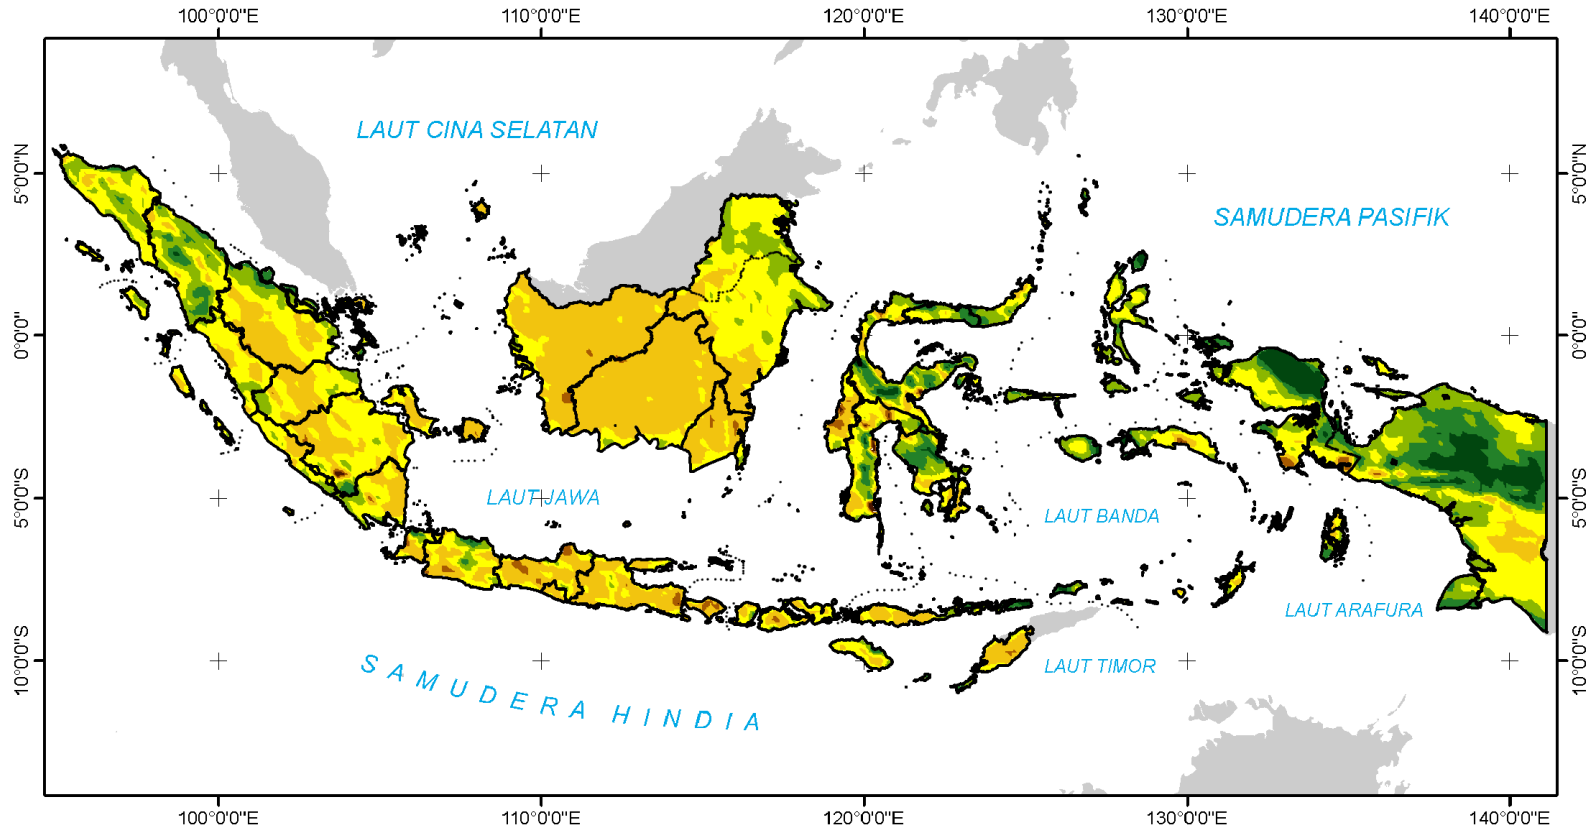 100°0'0"E 110°0'0"E 120°0'0"E 130°0'0"E 140°0'0"E
LAUT CINA SELATAN
5°0'0"N 5°0'0"N
SAMUDERA PASIFIK
0°0'0" 0°0'0"
LAUT JAWA
5°0'0"S 5°0'0"S
LAUT BANDA
LAUT ARAFURA
10°0'0"S 10°0'0"S
LAUT TIMOR
SAMUDERA HINDIA
100°0'0"E 110°0'0"E 120°0'0"E 130°0'0"E 140°0'0"E